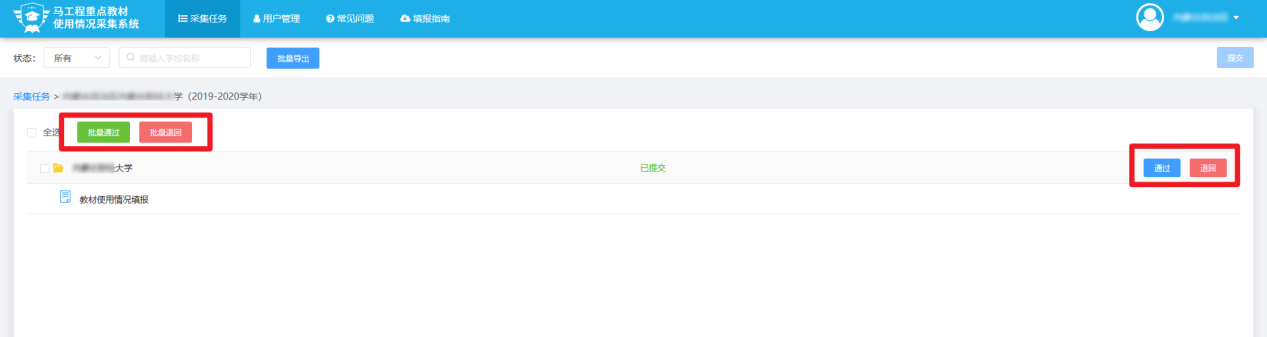 马工程重点教材
使用情况采集系统
采集任务 用户管理 常见问题 填报指南
状态: 所有 请输入学校名称 批量导出 提交
采集任务 > 学 (2019-2020学年)
全选 批量通过 批量退回
大学 已提交 通过 退回
教材使用情况填报